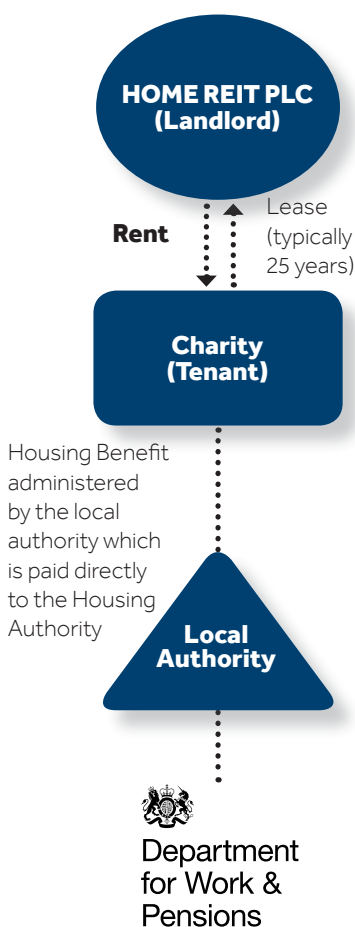 HOME REIT PLC
(Landlord)
Rent
Lease
(typically
25 years)
Charity
(Tenant)
Housing Benefit
administered
by the local
authority which
is paid directly
to the Housing
Authority
Local
Authority
Department
for Work &
Pensions